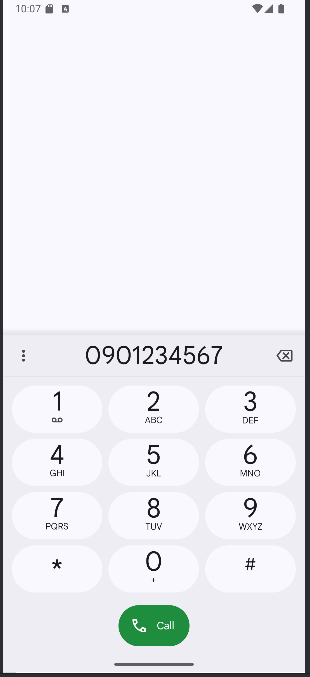 10:07
0901234567
1 2 ABC 3 DEF
4 GHI 5 JKL 6 MNO
7 PQRS 8 TUV 9 WXYZ
* 0 + #
Call